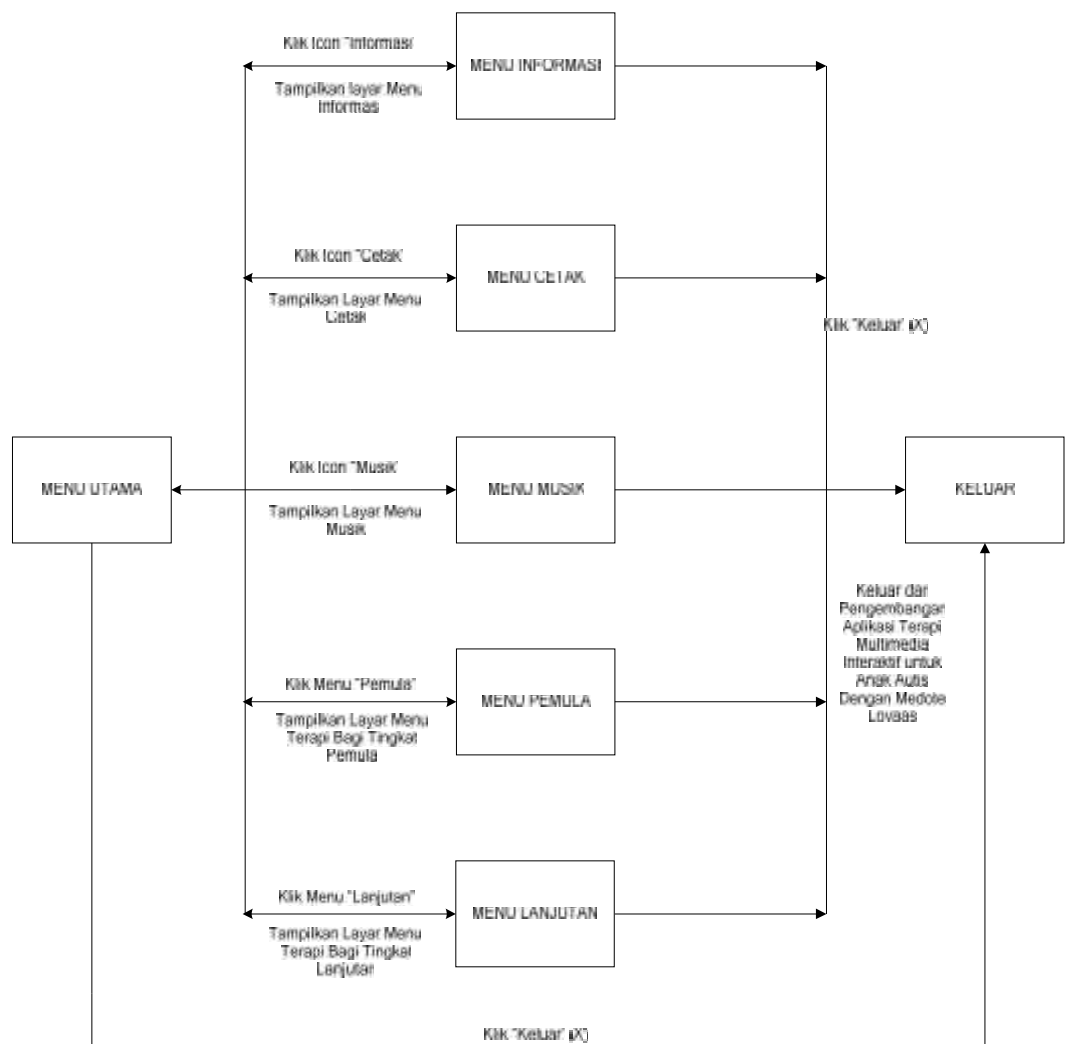 Klik Icon "Informasi"
MENU INFORMASI
Tampilkan layar Menu
Informas
Klik Icon "Cetak"
MENU CETAK
Tampilkan Layar Menu
Cetak
Klik "Keluar" (X)
Klik Icon "Musik"
MENU UTAMA
MENU MUSIK
KELUAR
Tampilkan Layar Menu
Musik
Keluar dari
Pengembangan
Aplikasi Terapi
Multimedia
Interaktif untuk
Anak Autis
Dengan Medote
Lovaas
Klik Menu "Pemula"
MENU PEMULA
Tampilkan Layar Menu
Terapi Bagi Tingkat
Pemula
Klik Menu "Lanjutan"
MENU LANJUTAN
Tampilkan Layar Menu
Terapi Bagi Tingkat
Lanjutan
Klik "Keluar" (X)